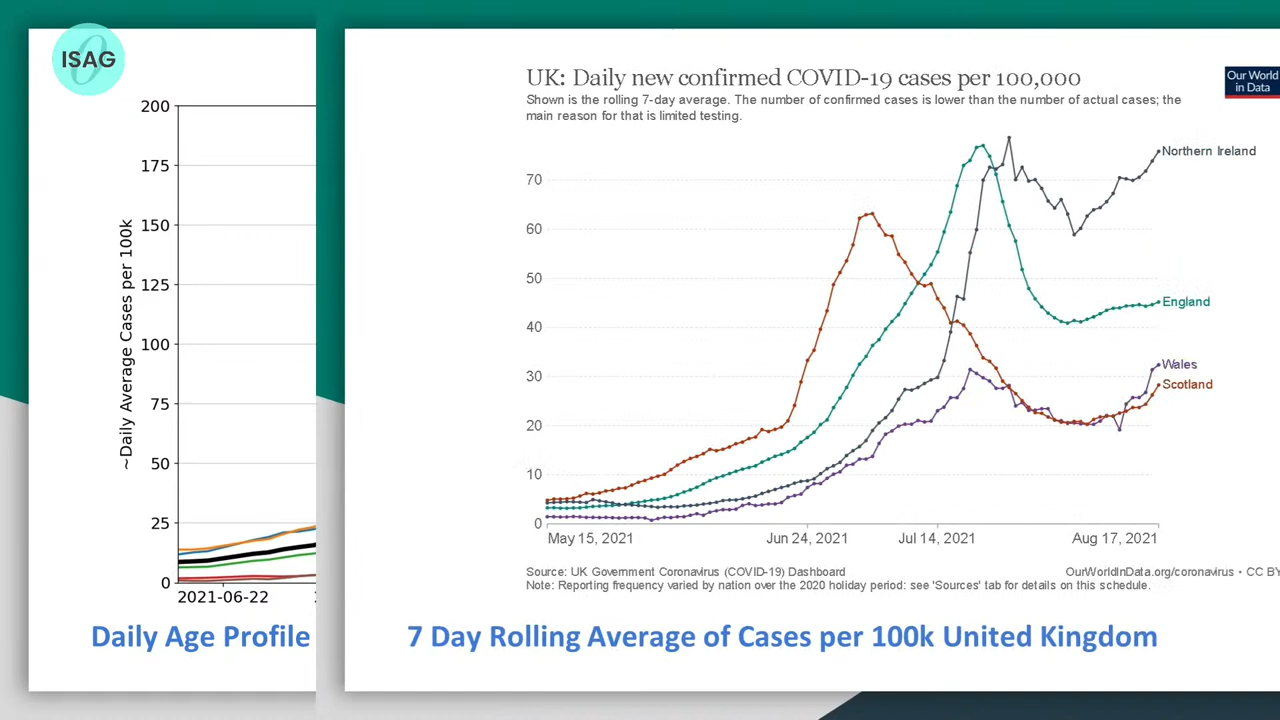 ISAG
200
175
150
125
100
75
50
25
0
~Daily Average Cases per 100k
2021-06-22
Daily Age Profile
UK: Daily new confirmed COVID-19 cases per 100,000
Shown is the rolling 7-day average. The number of confirmed cases is lower than the number of actual cases; the
main reason for that is limited testing.
Our World
in Data
70
60
50
40
30
20
10
0
Northern Ireland
England
Wales
Scotland
May 15, 2021
Jun 24, 2021
Jul 14, 2021
Aug 17, 2021
Source: UK Government Coronavirus (COVID-19) Dashboard
OurWorldInData.org/coronavirus • CC BY
Note: Reporting frequency varied by nation over the 2020 holiday period: see 'Sources' tab for details on this schedule.
7 Day Rolling Average of Cases per 100k United Kingdom